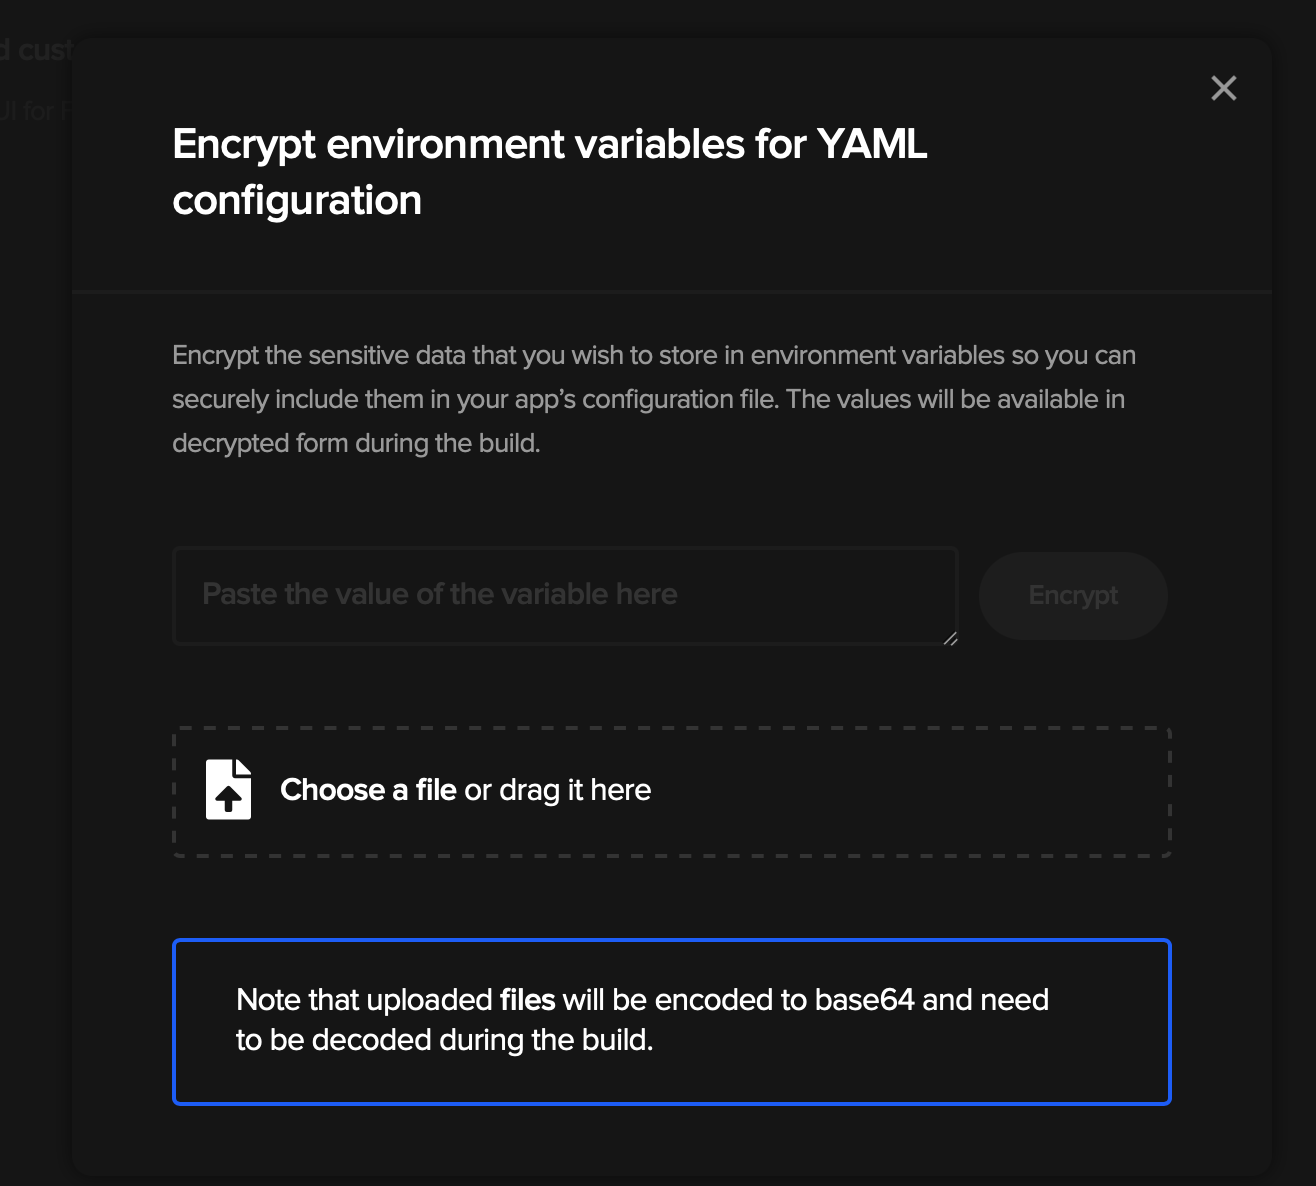 d cust
UI for F
Encrypt environment variables for YAML
configuration
Encrypt the sensitive data that you wish to store in environment variables so you can
securely include them in your app’s configuration file. The values will be available in
decrypted form during the build.
Paste the value of the variable here
Encrypt
Choose a file or drag it here
Note that uploaded files will be encoded to base64 and need
to be decoded during the build.